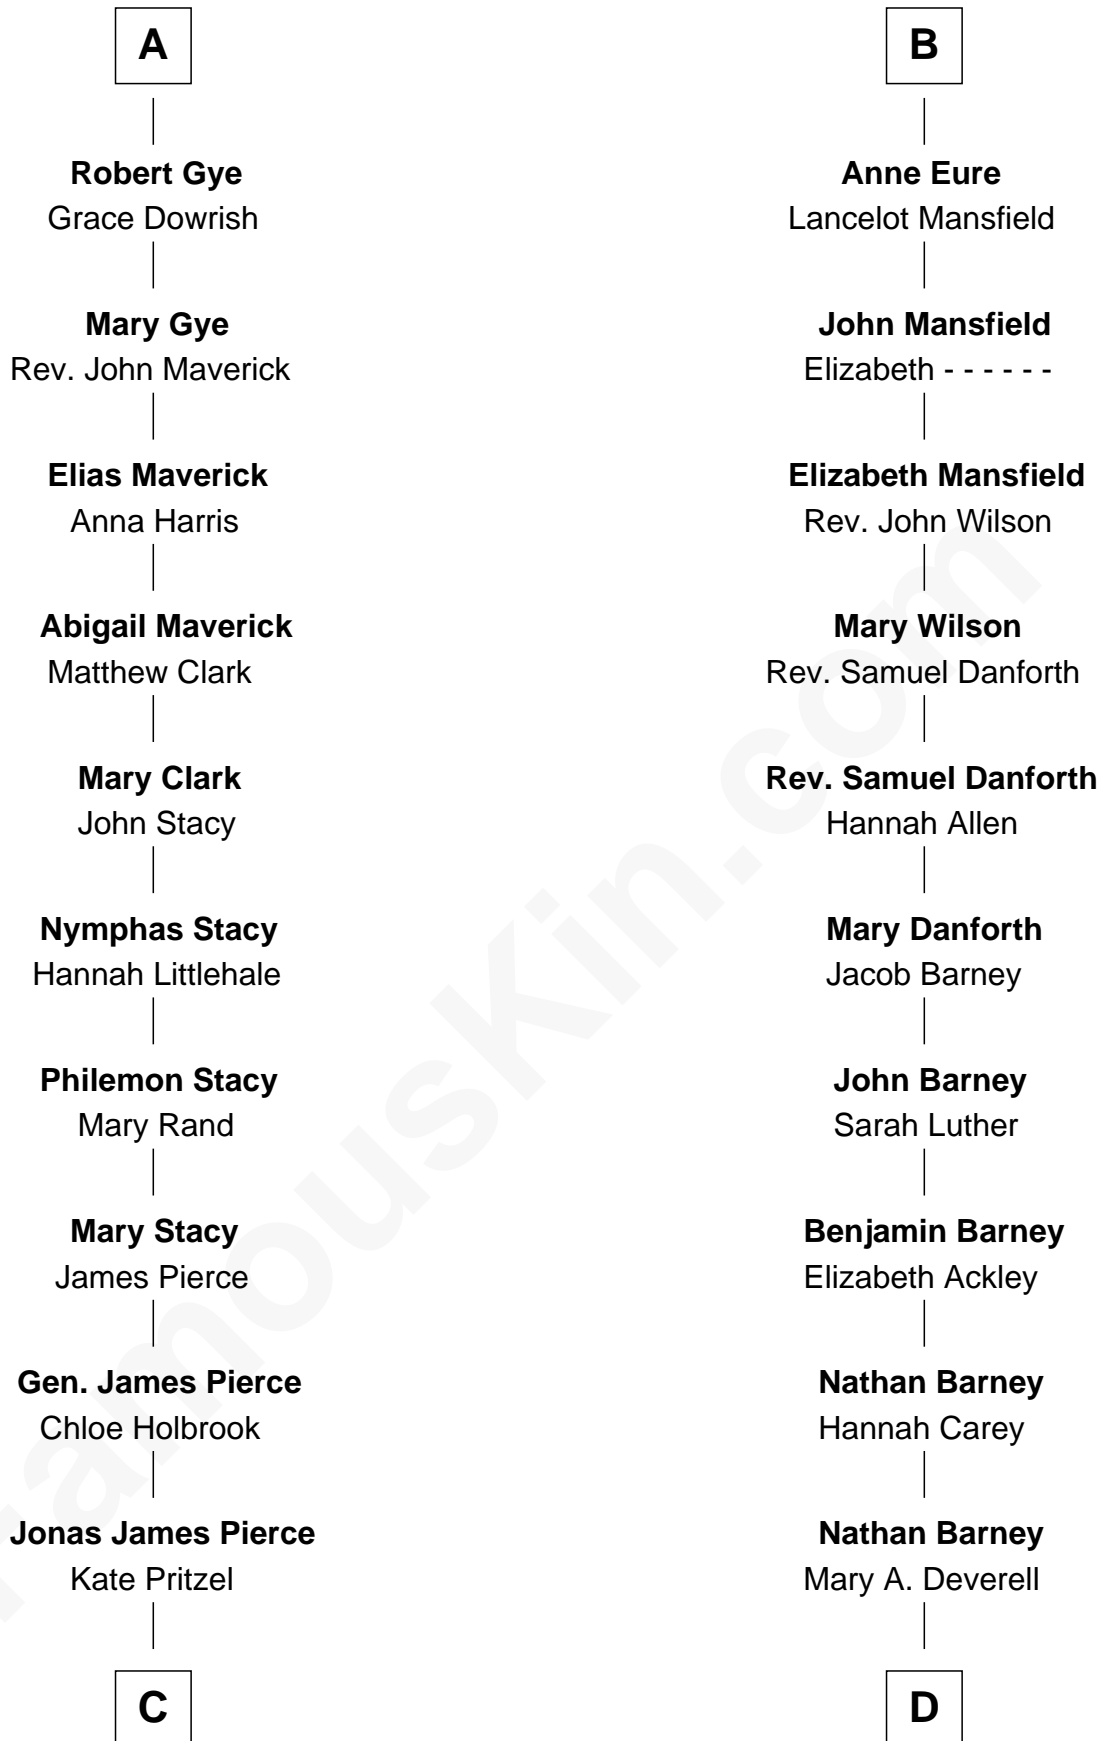 A
Robert Gye
Grace Dowrish
Mary Gye
Rev. John Maverick
Elias Maverick
Anna Harris
Abigail Maverick
Matthew Clark
Mary Clark
John Stacy
Nymphas Stacy
Hannah Littlehale
Philemon Stacy
Mary Rand
Mary Stacy
James Pierce
Gen. James Pierce
Chloe Holbrook
Jonas James Pierce
Kate Pritzel
C
B
Anne Eure
Lancelot Mansfield
John Mansfield
Elizabeth - - - - - -
Elizabeth Mansfield
Rev. John Wilson
Mary Wilson
Rev. Samuel Danforth
Rev. Samuel Danforth
Hannah Allen
Mary Danforth
Jacob Barney
John Barney
Sarah Luther
Benjamin Barney
Elizabeth Ackley
Nathan Barney
Hannah Carey
Nathan Barney
Mary A. Deverell
D
FamousKin.com